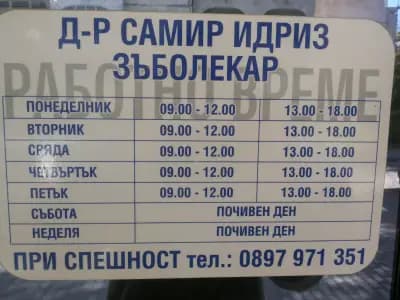 Д-Р САМИР ИДРИЗ
ЗЪБОЛЕКАР
РАБОТНО ВРЕМЕ
ПОНЕДЕЛНИК 09.00 - 12.00 13.00 - 18.00
ВТОРНИК 09.00 - 12.00 13.00 - 18.00
СРЯДА 09.00 - 12.00 13.00 - 18.00
ЧЕТВЪРТЪК 09.00 - 12.00 13.00 - 18.00
ПЕТЪК 09.00 - 12.00 13.00 - 18.00
СЪБОТА ПОЧИВЕН ДЕН
НЕДЕЛЯ ПОЧИВЕН ДЕН
ПРИ СПЕШНОСТ тел.: 0897 971 351